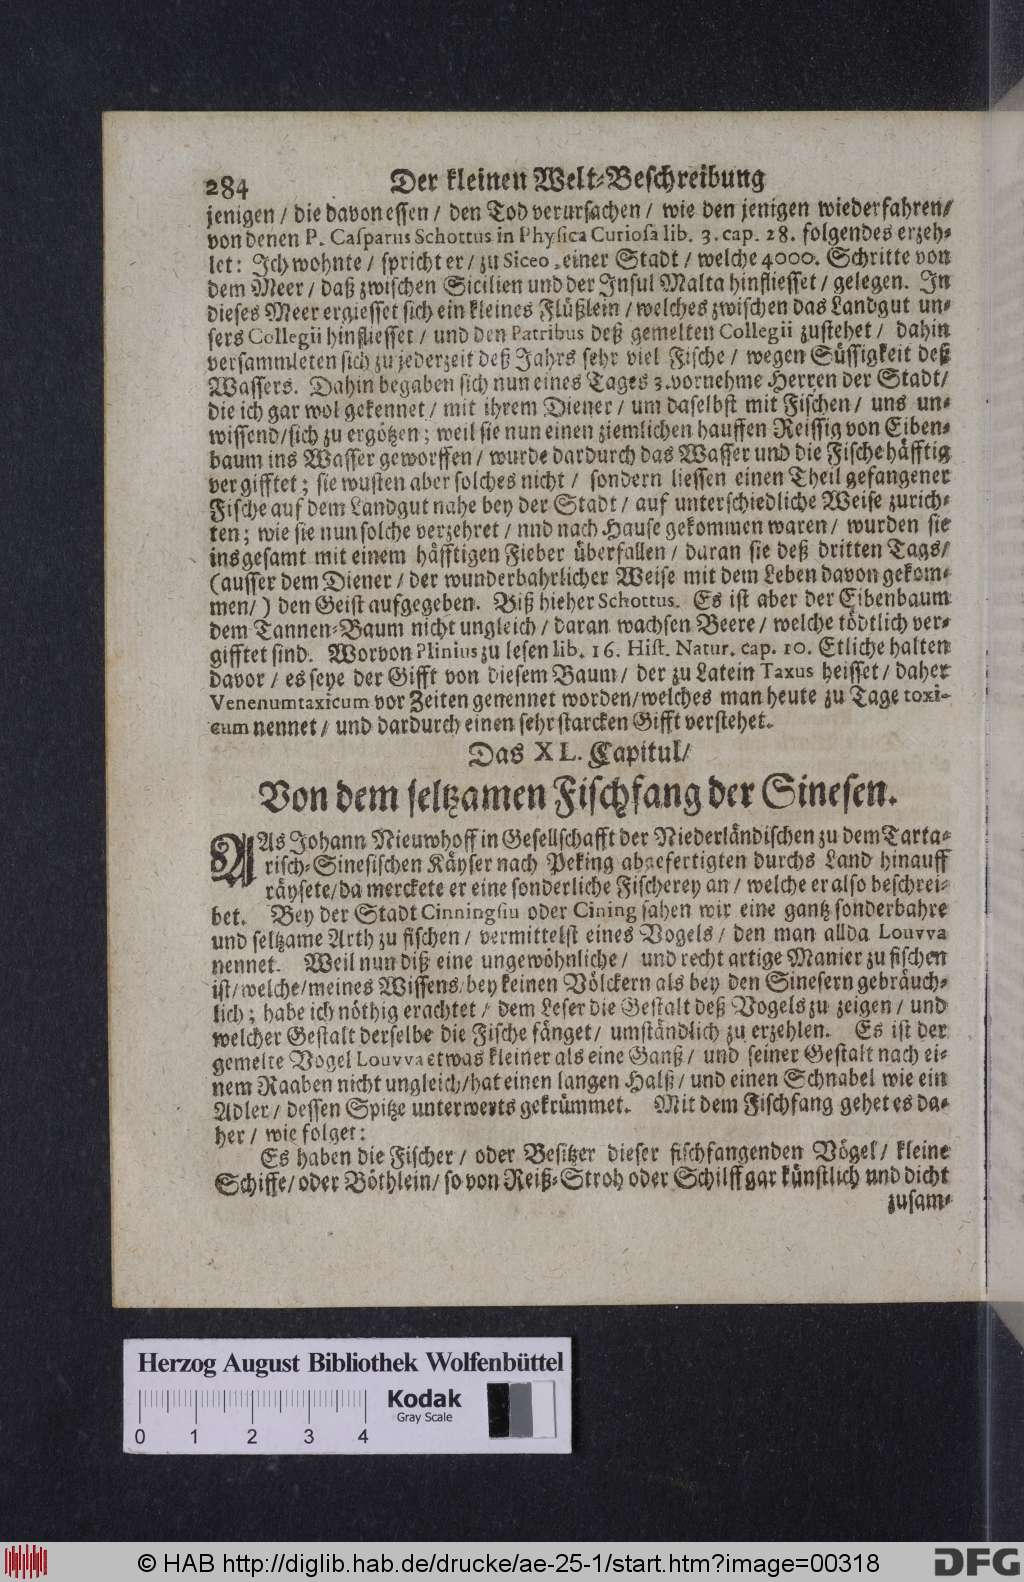 284 Der kleinen Welt-Beschreibung
jenigen / die davon essen / den Tod verursachen / wie den jenigen wiederfahren /
von denen P. Casparus Schottus in Physica Curiosa lib. 3. cap. 28. folgendes erzeh-
let: Ich wohnte / spricht er / zu Siceo, einer Stadt / welche 4000. Schritte von
dem Meer / daß zwischen Sicilien und der Insul Malta hinfliesset / gelegen. In
dieses Meer ergiesset sich ein kleines Flüßlein / welches zwischen das Landgut un-
sers Collegii hinfliesset / und den Patribus deß gemelten Collegii zustehet / dahin
versammleten sich zu jederzeit deß Jahrs sehr viel Fische / wegen Süssigkeit deß
Wassers. Dahin begaben sich nun eines Tages 3. vornehme Herren der Stadt /
die ich gar wol gekennet / mit ihrem Diener / um daselbst mit Fischen / uns un-
wissend / sich zu ergötzen; weil sie nun einen ziemlichen hauffen Reissig von Eiben-
baum ins Wasser geworffen / wurde dardurch das Wasser und die Fische häfftig
vergifftet; sie wusten aber solches nicht / sondern liessen einen Theil gefangener
Fische auf dem Landgut nahe bey der Stadt / auf unterschiedliche Weise zurich-
ten; wie sie nun solche verzehret / nnd nach Hause gekommen waren / wurden sie
insgesamt mit einem häfftigen Fieber überfallen / daran sie deß dritten Tags /
(ausser dem Diener / der wunderbahrlicher Weise mit dem Leben davon gekom-
men /) den Geist aufgegeben. Biß hieher Schottus. Es ist aber der Eibenbaum
dem Tannen-Baum nicht ungleich / daran wachsen Beere / welche tödtlich ver-
gifftet sind. Worvon Plinius zu lesen lib. 16. Hist. Natur. cap. 10. Etliche halten
davor / es seye der Gifft von diesem Baum / der zu Latein Taxus heisset / daher
Venenum taxicum vor Zeiten genennet worden / welches man heute zu Tage toxi-
cum nennet / und dardurch einen sehr starcken Gifft verstehet.
Das XL. Capitul /
Von dem seltzamen Fischfang der Sinesen.
AAs Johann Nieuwhoff in Gesellschafft der Niederländischen zu dem Tarta-
risch-Sinesischen Käyser nach Peking abgefertigten durchs Land hinauff
räysete / da merckete er eine sonderliche Fischerey an / welche er also beschrei-
bet. Bey der Stadt Cinningsiu oder Cining sahen wir eine gantz sonderbahre
und seltzame Arth zu fischen / vermittelst eines Vogels / den man allda Louvva
nennet. Weil nun diß eine ungewöhnliche / und recht artige Manier zu fischen
ist / welche / meines Wissens / bey keinen Völckern als bey den Sinesern gebräuch-
lich; habe ich nöthig erachtet / dem Leser die Gestalt deß Vogels zu zeigen / und
welcher Gestalt derselbe die Fische fänget / umständlich zu erzehlen. Es ist der
gemelte Vogel Louvva etwas kleiner als eine Ganß / und seiner Gestalt nach ei-
nem Raaben nicht ungleich / hat einen langen Halß / und einen Schnabel wie ein
Adler / dessen Spitze unterwerts gekrümmet. Mit dem Fischfang gehet es da-
her / wie folget:
Es haben die Fischer / oder Besitzer dieser fischfangenden Vögel / kleine
Schiffe / oder Böthlein / so von Reiß-Stroh oder Schilff gar künstlich und dicht
zusam-
Herzog August Bibliothek Wolfenbüttel
Kodak
Gray Scale
0 1 2 3 4
© HAB http://diglib.hab.de/drucke/ae-25-1/start.htm?image=00318
DFG